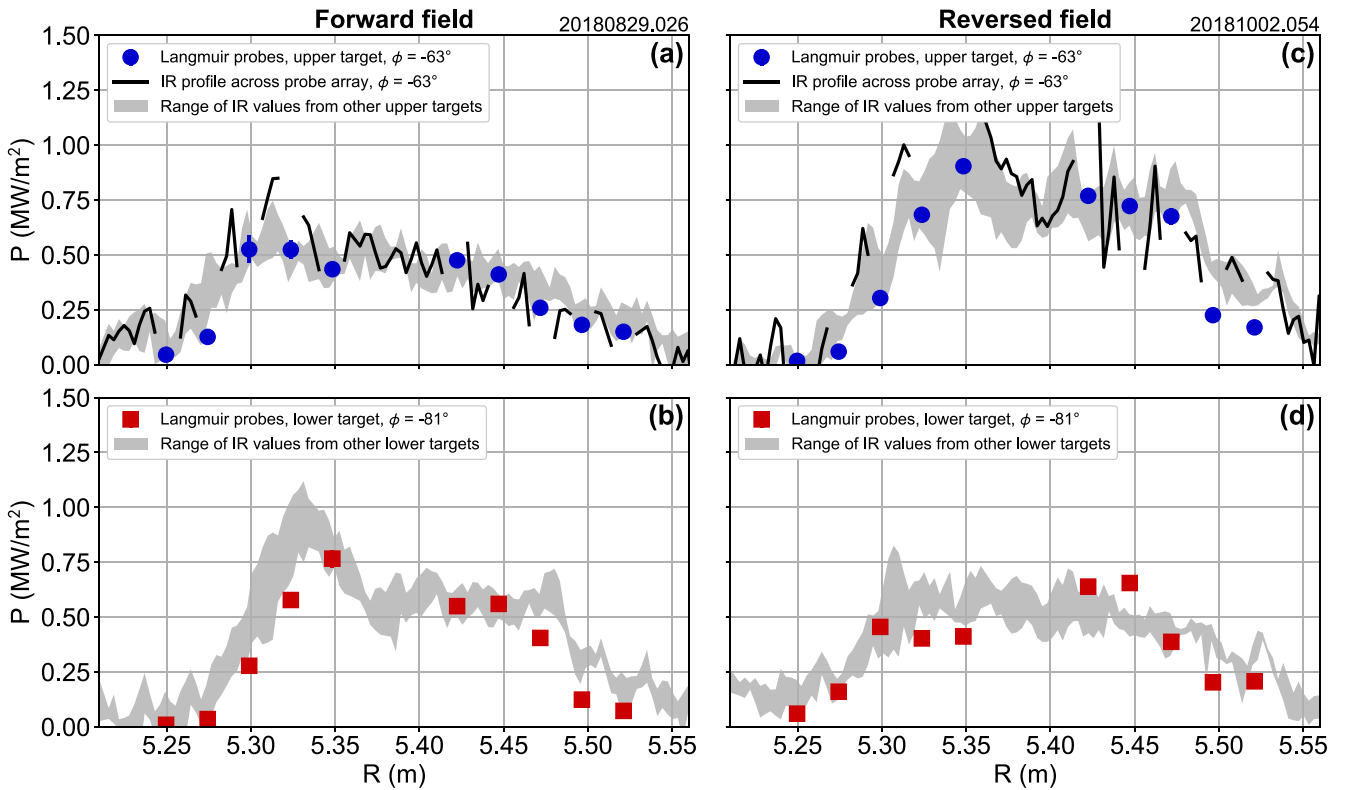 Forward field
20180829.026
Reversed field
20181002.054
1.50
1.25
1.00
0.75
0.50
0.25
0.00
P (MW/m²)
Langmuir probes, upper target, ϕ = -63°
IR profile across probe array, ϕ = -63°
Range of IR values from other upper targets
(a)
Langmuir probes, upper target, ϕ = -63°
IR profile across probe array, ϕ = -63°
Range of IR values from other upper targets
(c)
1.50
1.25
1.00
0.75
0.50
0.25
0.00
P (MW/m²)
Langmuir probes, lower target, ϕ = -81°
Range of IR values from other lower targets
(b)
Langmuir probes, lower target, ϕ = -81°
Range of IR values from other lower targets
(d)
5.25 5.30 5.35 5.40 5.45 5.50 5.55
R (m)
5.25 5.30 5.35 5.40 5.45 5.50 5.55
R (m)